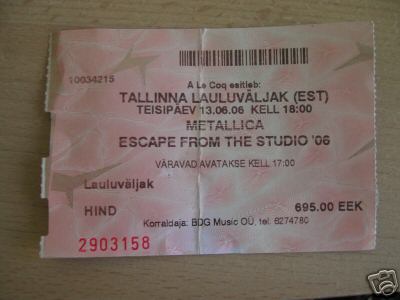 10034215
A Le Coq esitleb:
TALLINNA LAULUVÄLJAK (EST)
TEISIPÄEV 13.06.06 KELL 18:00
METALLICA
ESCAPE FROM THE STUDIO '06
VÄRAVAD AVATAKSE KELL 17:00
Lauluväljak
HIND 695.00 EEK
Korraldaja: BDG Music OÜ, tel. 6274780
2903158